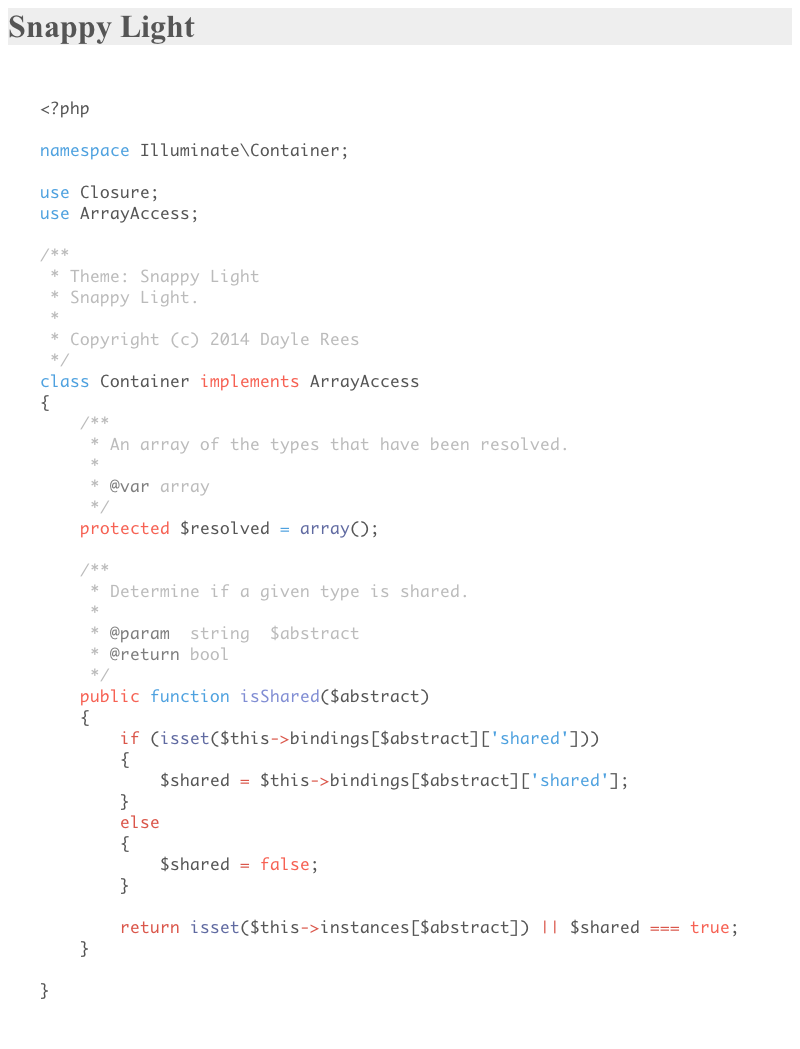 Snappy Light
<?php
namespace Illuminate\Container;
use Closure;
use ArrayAccess;
/**
 * Theme: Snappy Light
 * Snappy Light.
 *
 * Copyright (c) 2014 Dayle Rees
 */
class Container implements ArrayAccess
{
    /**
     * An array of the types that have been resolved.
     *
     * @var array
     */
    protected $resolved = array();
    /**
     * Determine if a given type is shared.
     *
     * @param  string  $abstract
     * @return bool
     */
    public function isShared($abstract)
    {
        if (isset($this->bindings[$abstract]['shared']))
        {
            $shared = $this->bindings[$abstract]['shared'];
        }
        else
        {
            $shared = false;
        }
        return isset($this->instances[$abstract]) || $shared === true;
    }
}